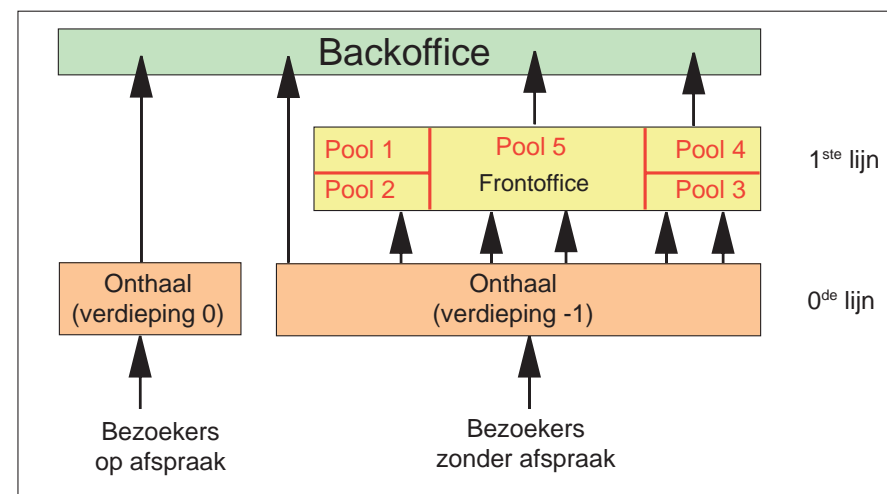 Backoffice
Pool 1
Pool 5
Pool 4
1ste lijn
Pool 2
Frontoffice
Pool 3
Onthaal
(verdieping 0)
Onthaal
(verdieping -1)
0de lijn
Bezoekers
op afspraak
Bezoekers
zonder afspraak